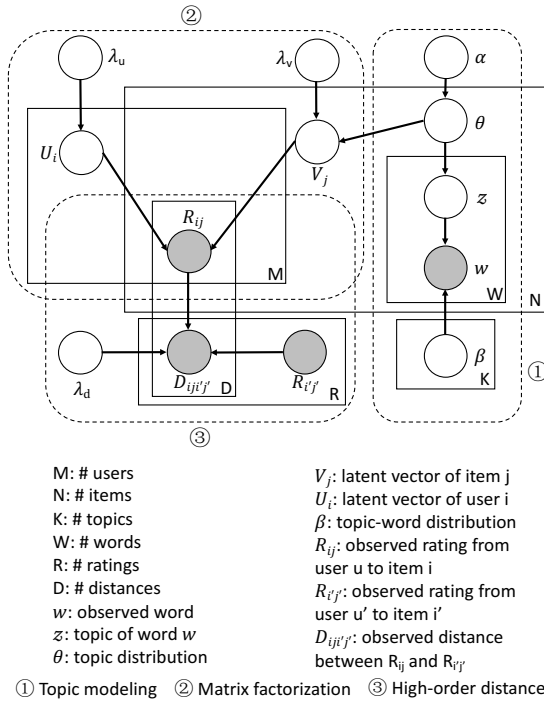 ②
λu λv α
θ
Ui Vj
z
Rij
w
M W N
λd Diji'j' D Ri'j' R β K ①
③
M: # users
N: # items
K: # topics
W: # words
R: # ratings
D: # distances
w: observed word
z: topic of word w
θ: topic distribution
Vj: latent vector of item j
Ui: latent vector of user i
β: topic-word distribution
Rij: observed rating from
user u to item i
Ri'j': observed rating from
user u' to item i'
Diji'j': observed distance
between Rij and Ri'j'
① Topic modeling ② Matrix factorization ③ High-order distance